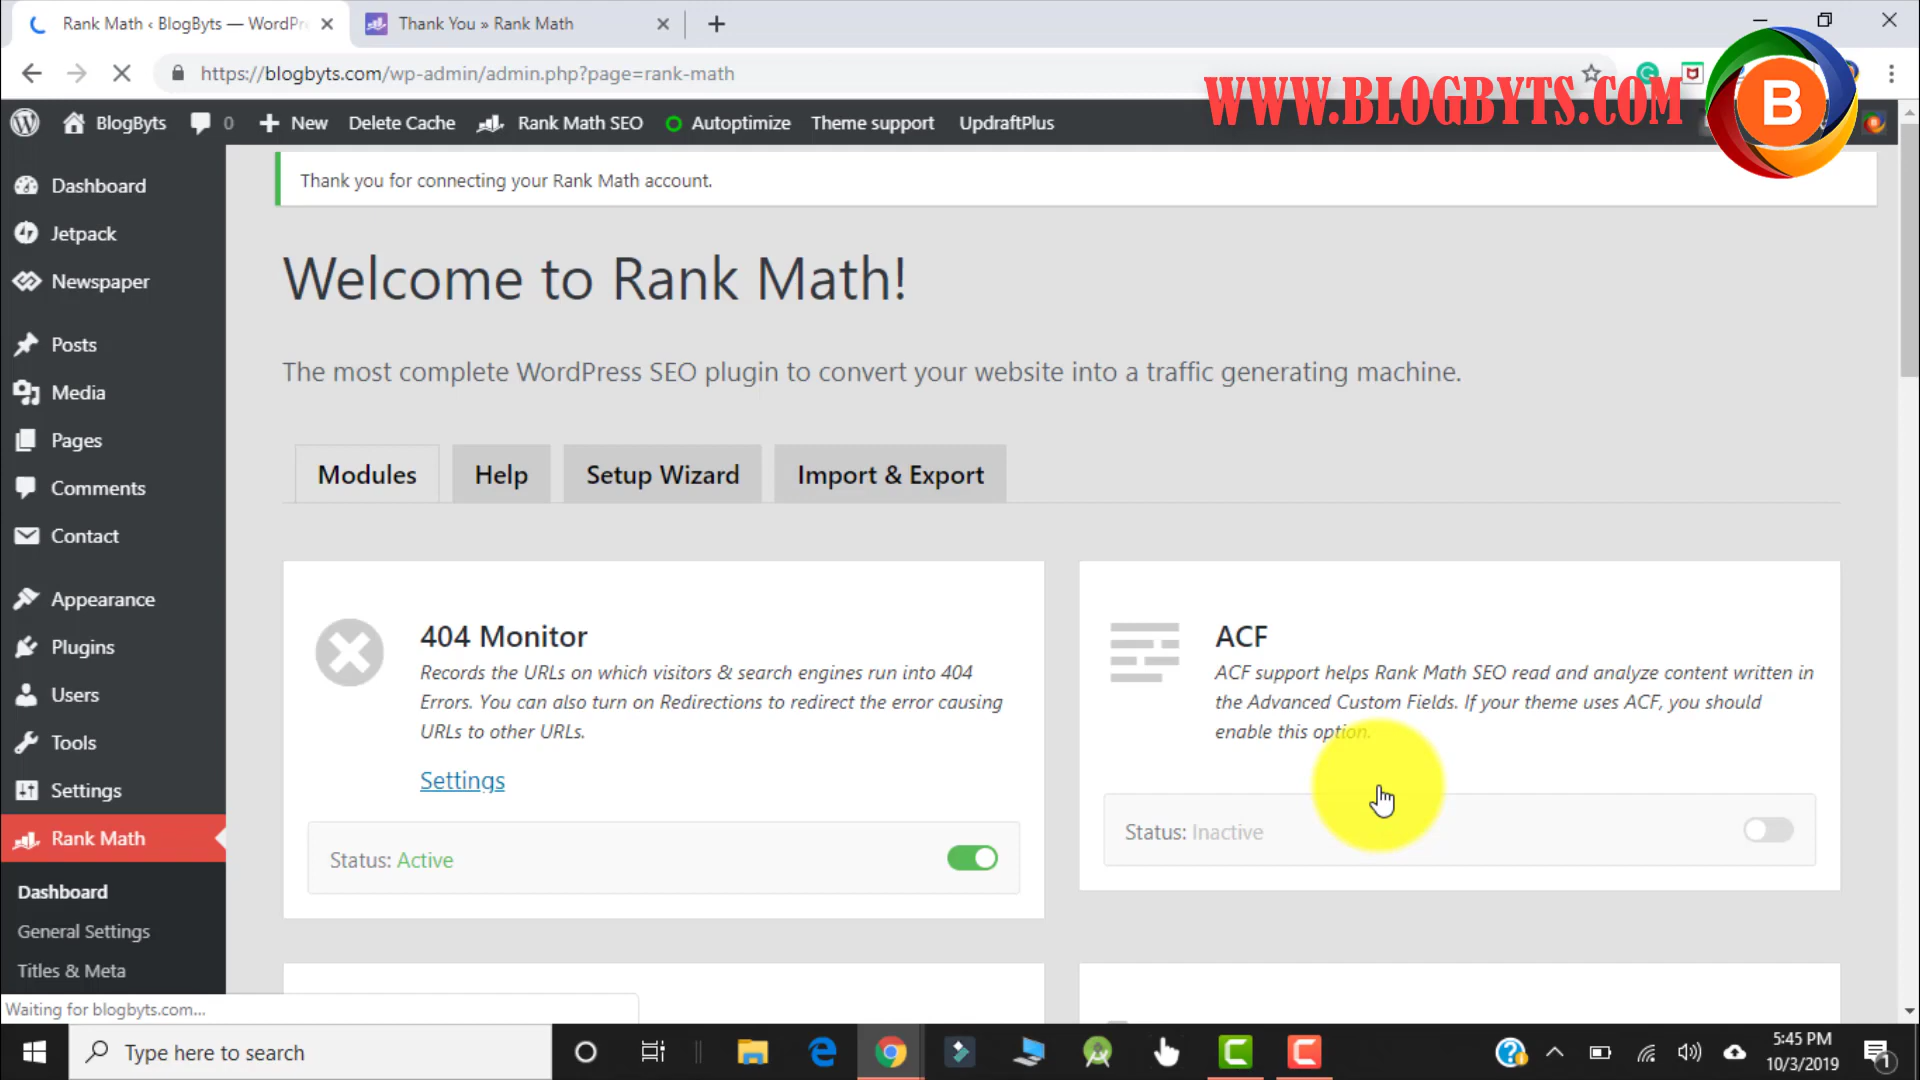 Rank Math ‹ BlogByts — WordPre
Thank You » Rank Math
https://blogbyts.com/wp-admin/admin.php?page=rank-math
WWW.BLOGBYTS.COM
B
BlogByts
0
New
Delete Cache
Rank Math SEO
Autoptimize
Theme support
UpdraftPlus
Dashboard
Jetpack
Newspaper
Posts
Media
Pages
Comments
Contact
Appearance
Plugins
Users
Tools
Settings
Rank Math
Dashboard
General Settings
Titles & Meta
Waiting for blogbyts.com...
Thank you for connecting your Rank Math account.
Welcome to Rank Math!
The most complete WordPress SEO plugin to convert your website into a traffic generating machine.
Modules
Help
Setup Wizard
Import & Export
404 Monitor
Records the URLs on which visitors & search engines run into 404
Errors. You can also turn on Redirections to redirect the error causing
URLs to other URLs.
Settings
Status: Active
ACF
ACF support helps Rank Math SEO read and analyze content written in
the Advanced Custom Fields. If your theme uses ACF, you should
enable this option.
Status: Inactive
Type here to search
5:45 PM
10/3/2019
1